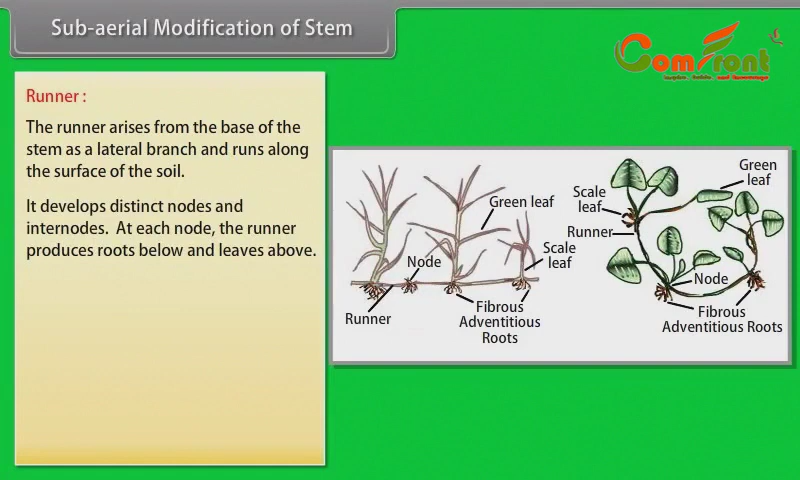 Sub-aerial Modification of Stem
ComFront
Runner :
The runner arises from the base of the
stem as a lateral branch and runs along
the surface of the soil.
It develops distinct nodes and
internodes.  At each node, the runner
produces roots below and leaves above.
Green leaf
Node
Scale
leaf
Runner
Fibrous
Adventitious
Roots
Green
leaf
Scale
leaf
Runner
Node
Fibrous
Adventitious Roots